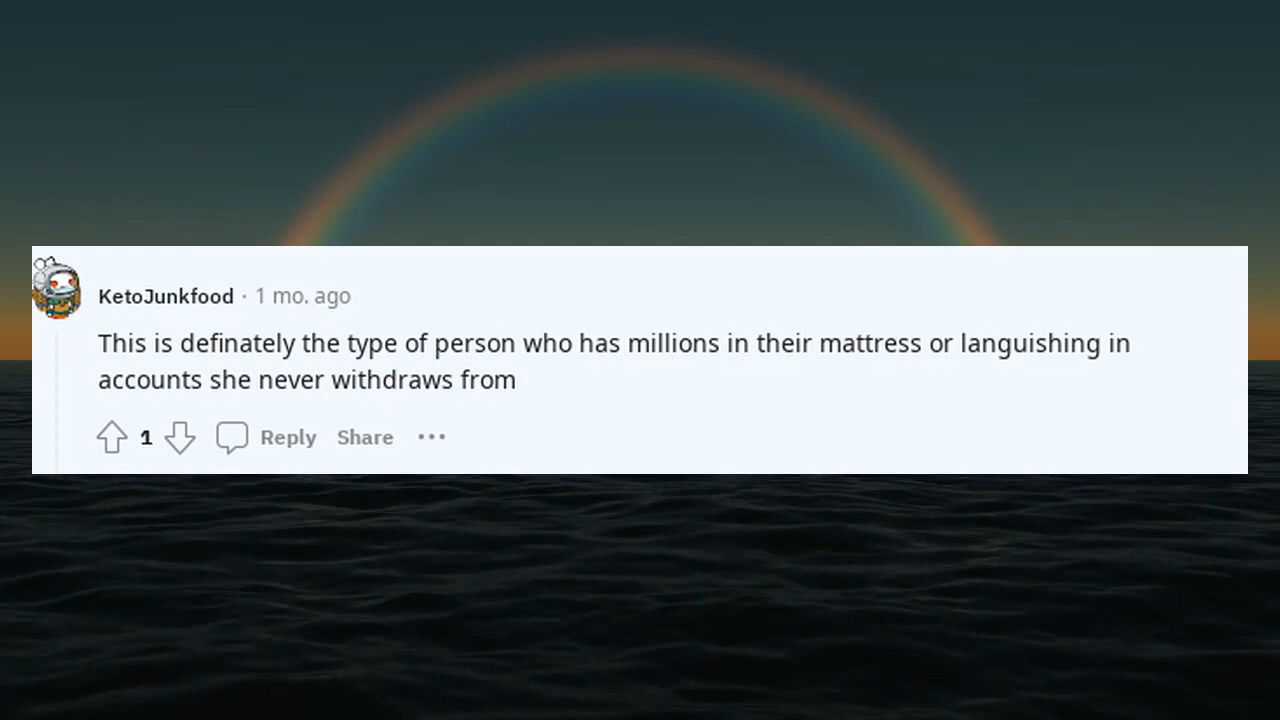 KetoJunkfood · 1 mo. ago
This is definately the type of person who has millions in their mattress or languishing in
accounts she never withdraws from
1 Reply Share ...